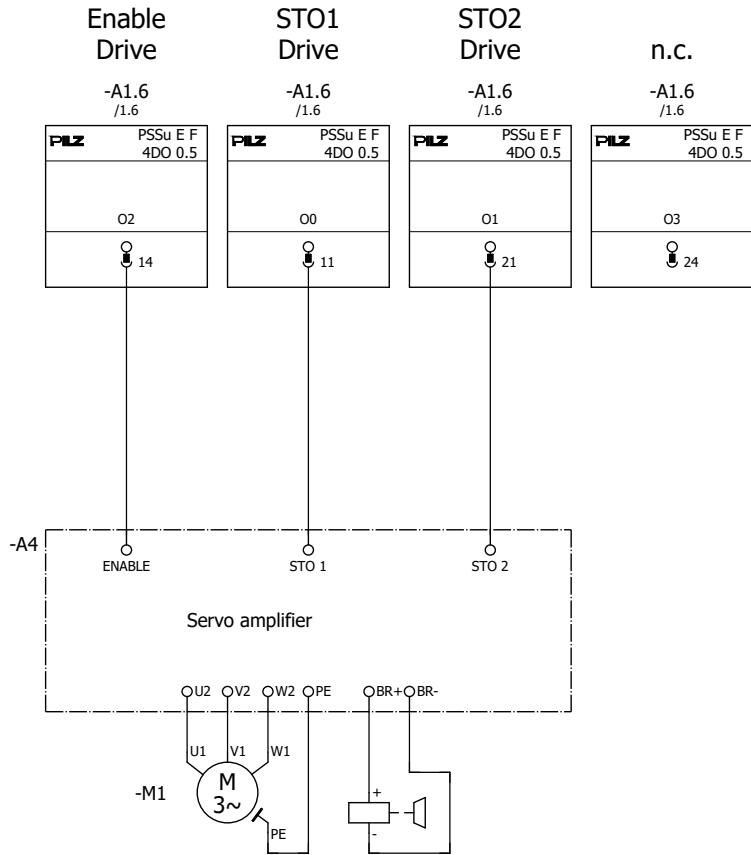 Enable
Drive
STO1
Drive
STO2
Drive
n.c.
-A1.6
/1.6
-A1.6
/1.6
-A1.6
/1.6
-A1.6
/1.6
PILZ
PSSu E F
4DO 0.5
PILZ
PSSu E F
4DO 0.5
PILZ
PSSu E F
4DO 0.5
PILZ
PSSu E F
4DO 0.5
O2
O0
O1
O3
14
11
21
24
-A4
ENABLE
STO 1
STO 2
Servo amplifier
U2
V2
W2
PE
BR+
BR-
U1
V1
W1
-M1
M
3~
PE
+
-